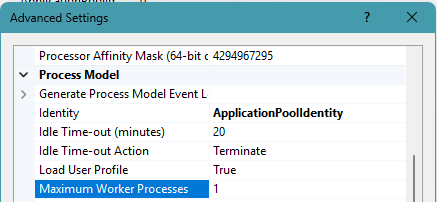 Advanced Settings ? ×
Processor Affinity Mask (64-bit c 4294967295
Process Model
Generate Process Model Event L
Identity ApplicationPoolIdentity
Idle Time-out (minutes) 20
Idle Time-out Action Terminate
Load User Profile True
Maximum Worker Processes 1